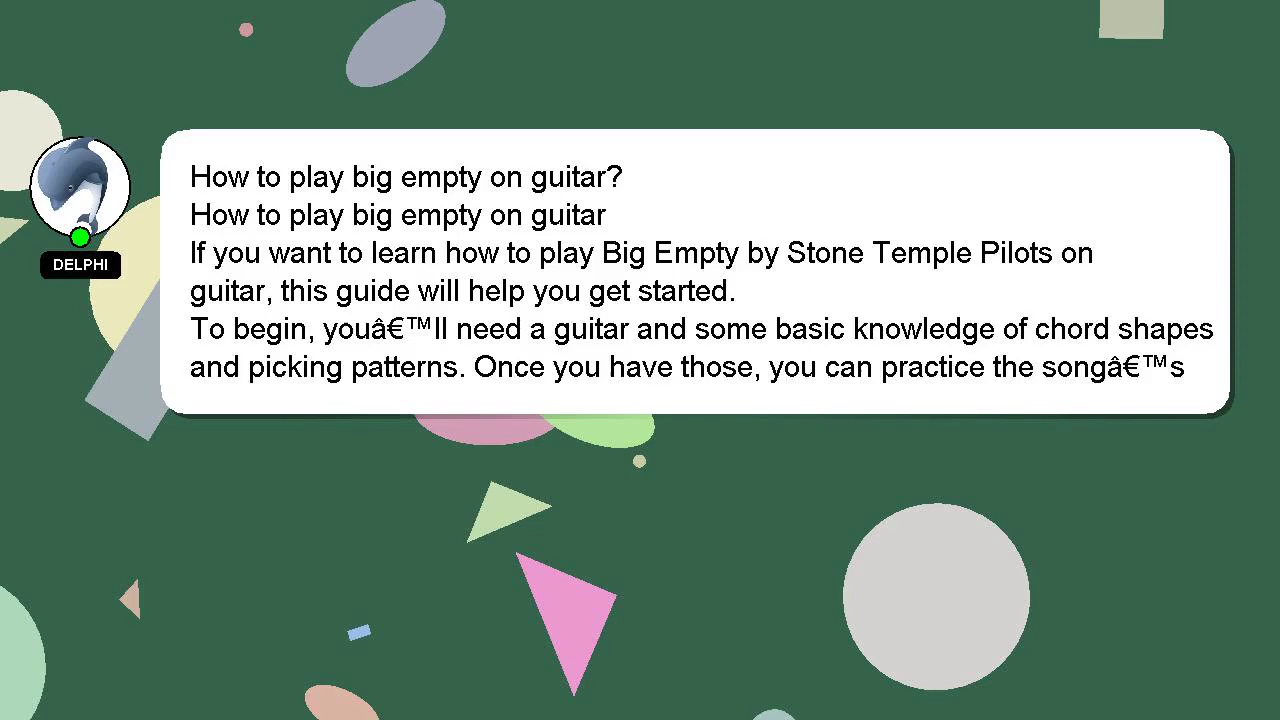 How to play big empty on guitar?
How to play big empty on guitar
If you want to learn how to play Big Empty by Stone Temple Pilots on
guitar, this guide will help you get started.
To begin, youâ€™ll need a guitar and some basic knowledge of chord shapes
and picking patterns. Once you have those, you can practice the songâ€™s
DELPHI